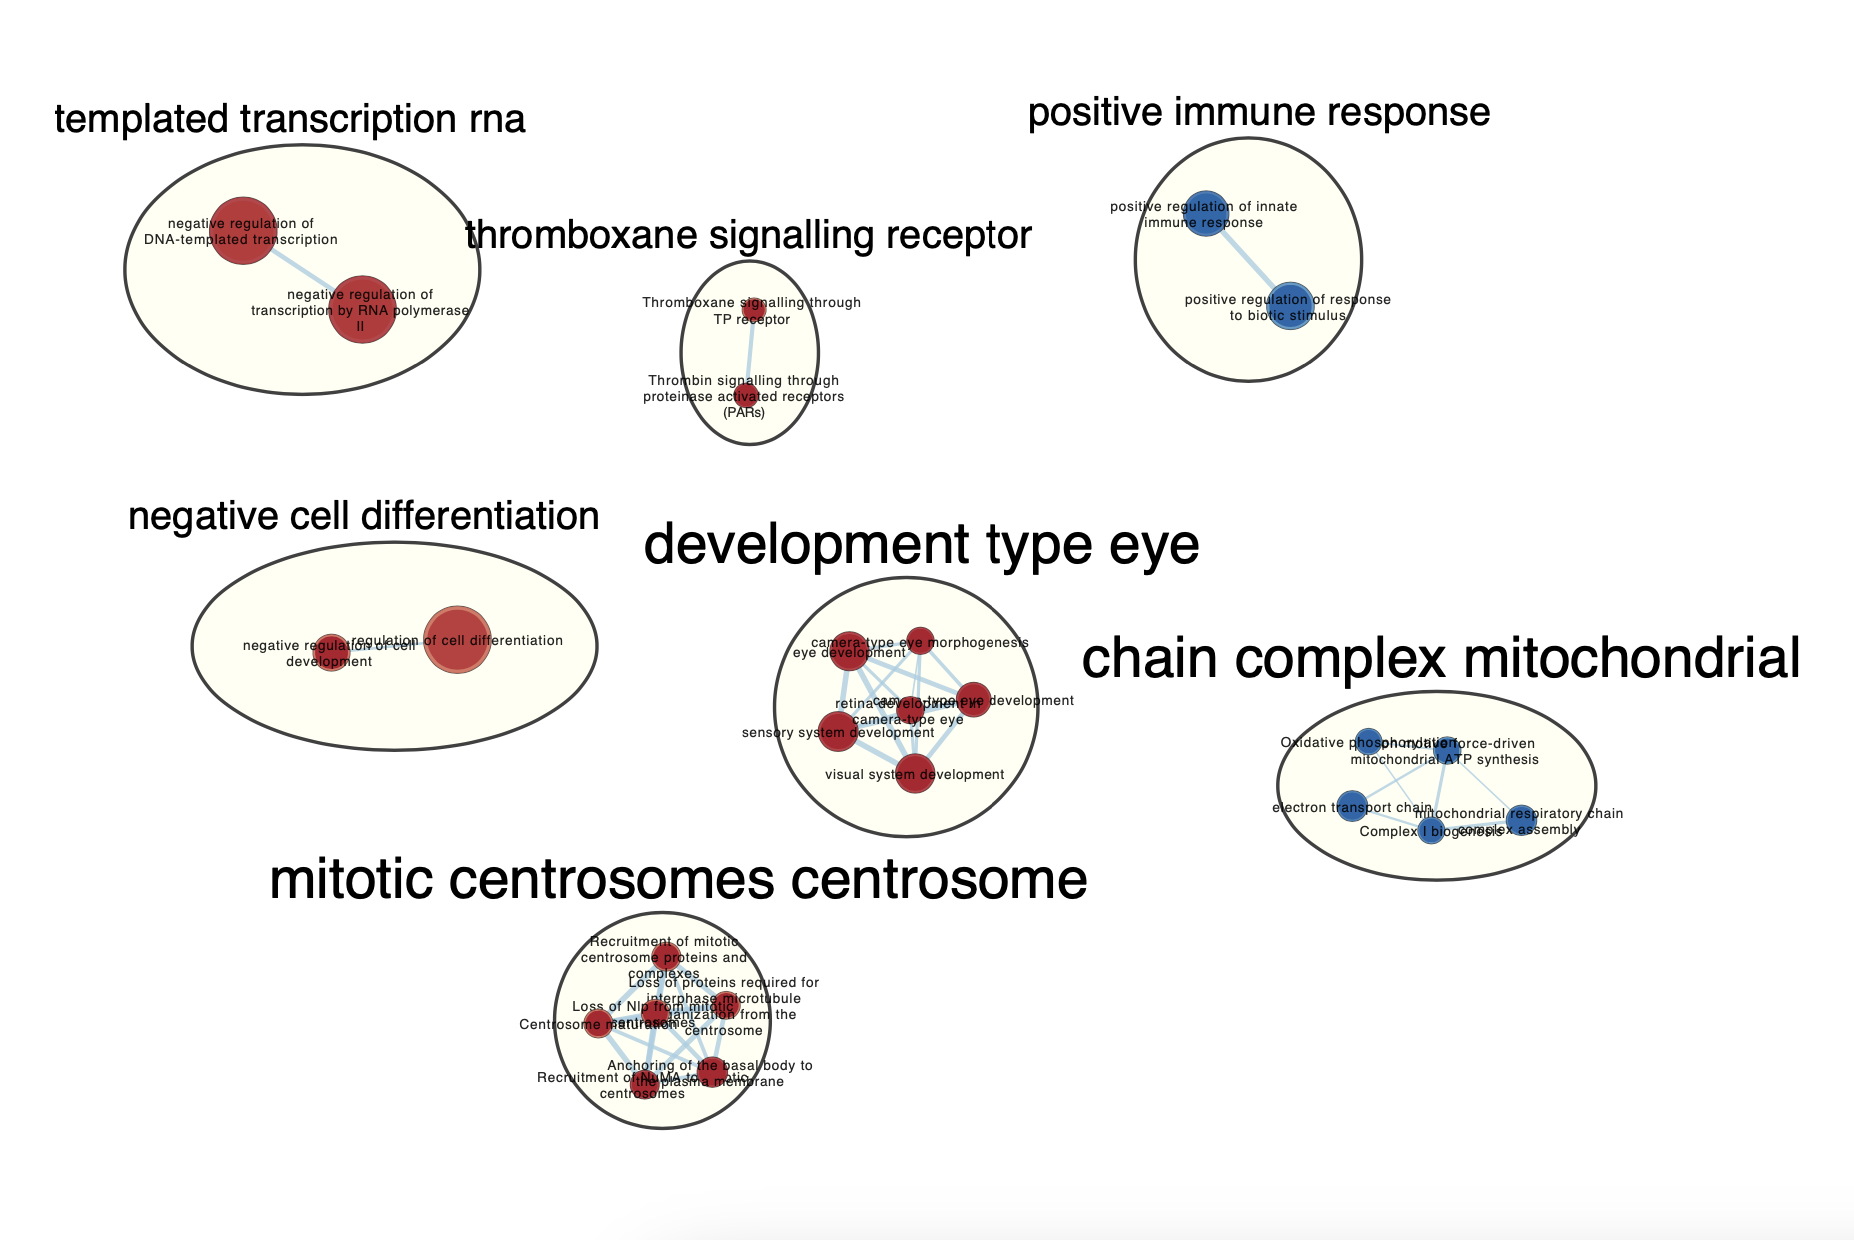 templated transcription rna
negative regulation of
DNA-templated transcription
negative regulation of
transcription by RNA polymerase
II
thromboxane signalling receptor
Thromboxane signalling through
TP receptor
Thrombin signalling through
proteinase activated receptors
(PARs)
positive immune response
positive regulation of innate
immune response
positive regulation of response
to biotic stimulus
negative cell differentiation
negative regulation of cell
development
regulation of cell differentiation
development type eye
camera-type eye morphogenesis
eye development
camera-type eye development
retina development in
camera-type eye
sensory system development
visual system development
chain complex mitochondrial
Oxidative phosphorylation
motive force-driven
mitochondrial ATP synthesis
electron transport chain
mitochondrial respiratory chain
complex assembly
Complex I biogenesis
mitotic centrosomes centrosome
Recruitment of mitotic
centrosome proteins and
complexes
Loss of proteins required for
interphase microtubule
organization from the
centrosome
Loss of Nlp from mitotic
centrosomes
Centrosome maturation
Anchoring of the basal body to
the plasma membrane
Recruitment of NuMA to mitotic
centrosomes